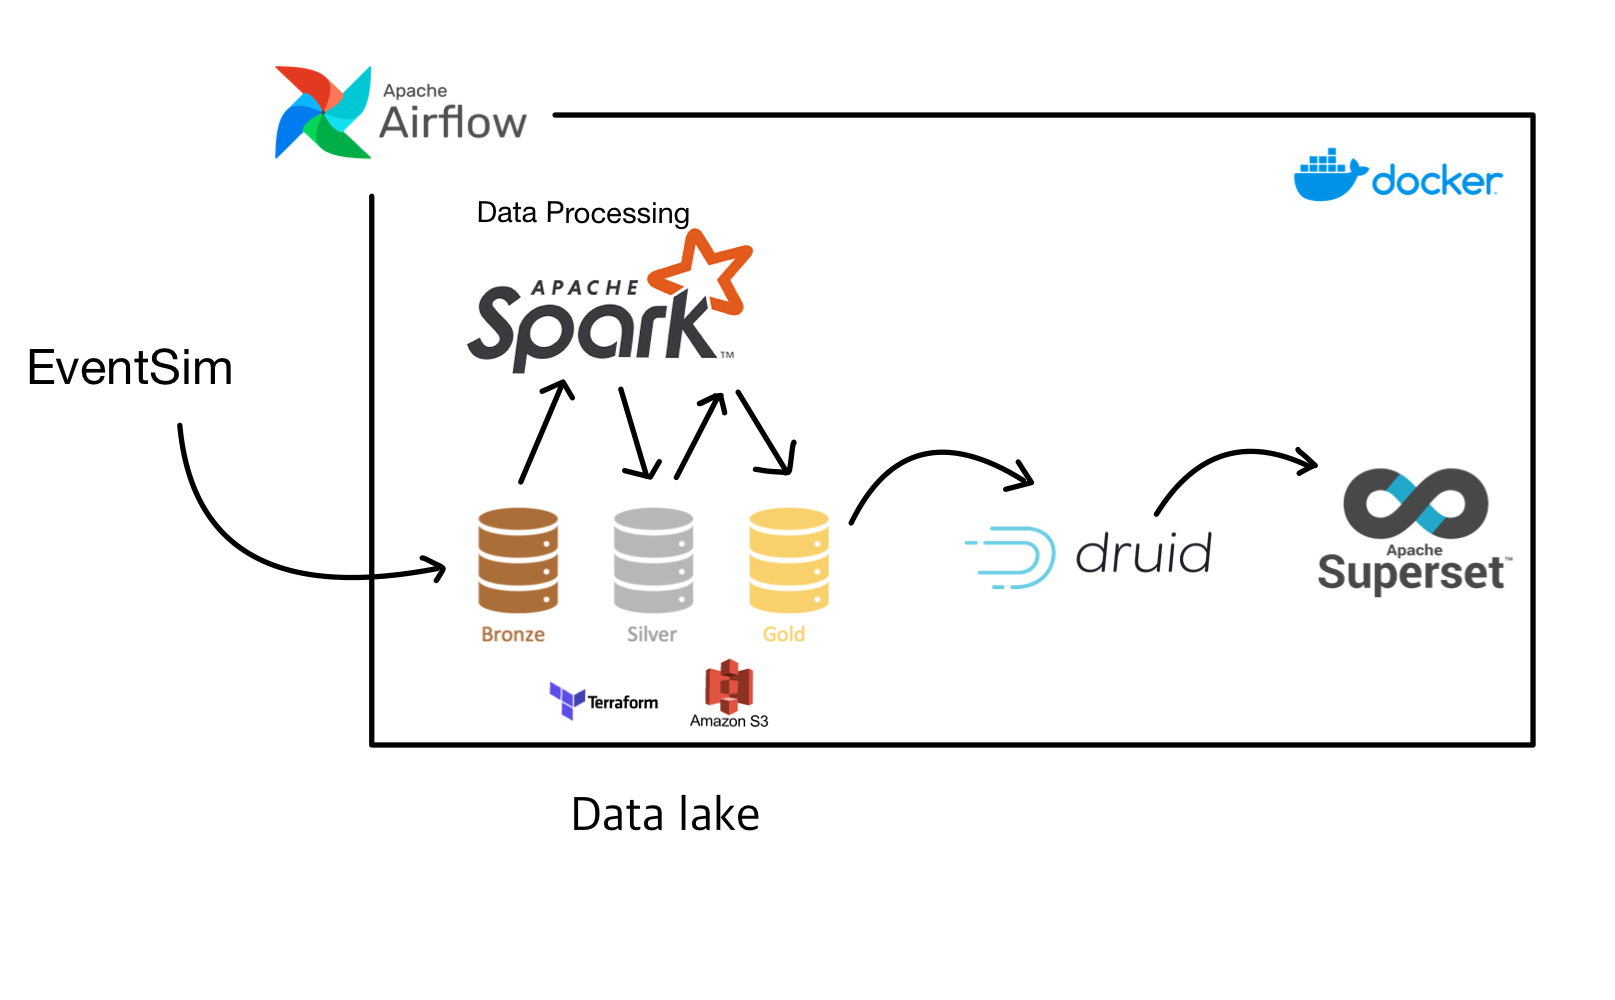 Apache
Airflow
docker
Data Processing
APACHE
Spark™
EventSim
druid
Apache
Superset™
Bronze
Silver
Gold
Terraform
Amazon S3
Data lake